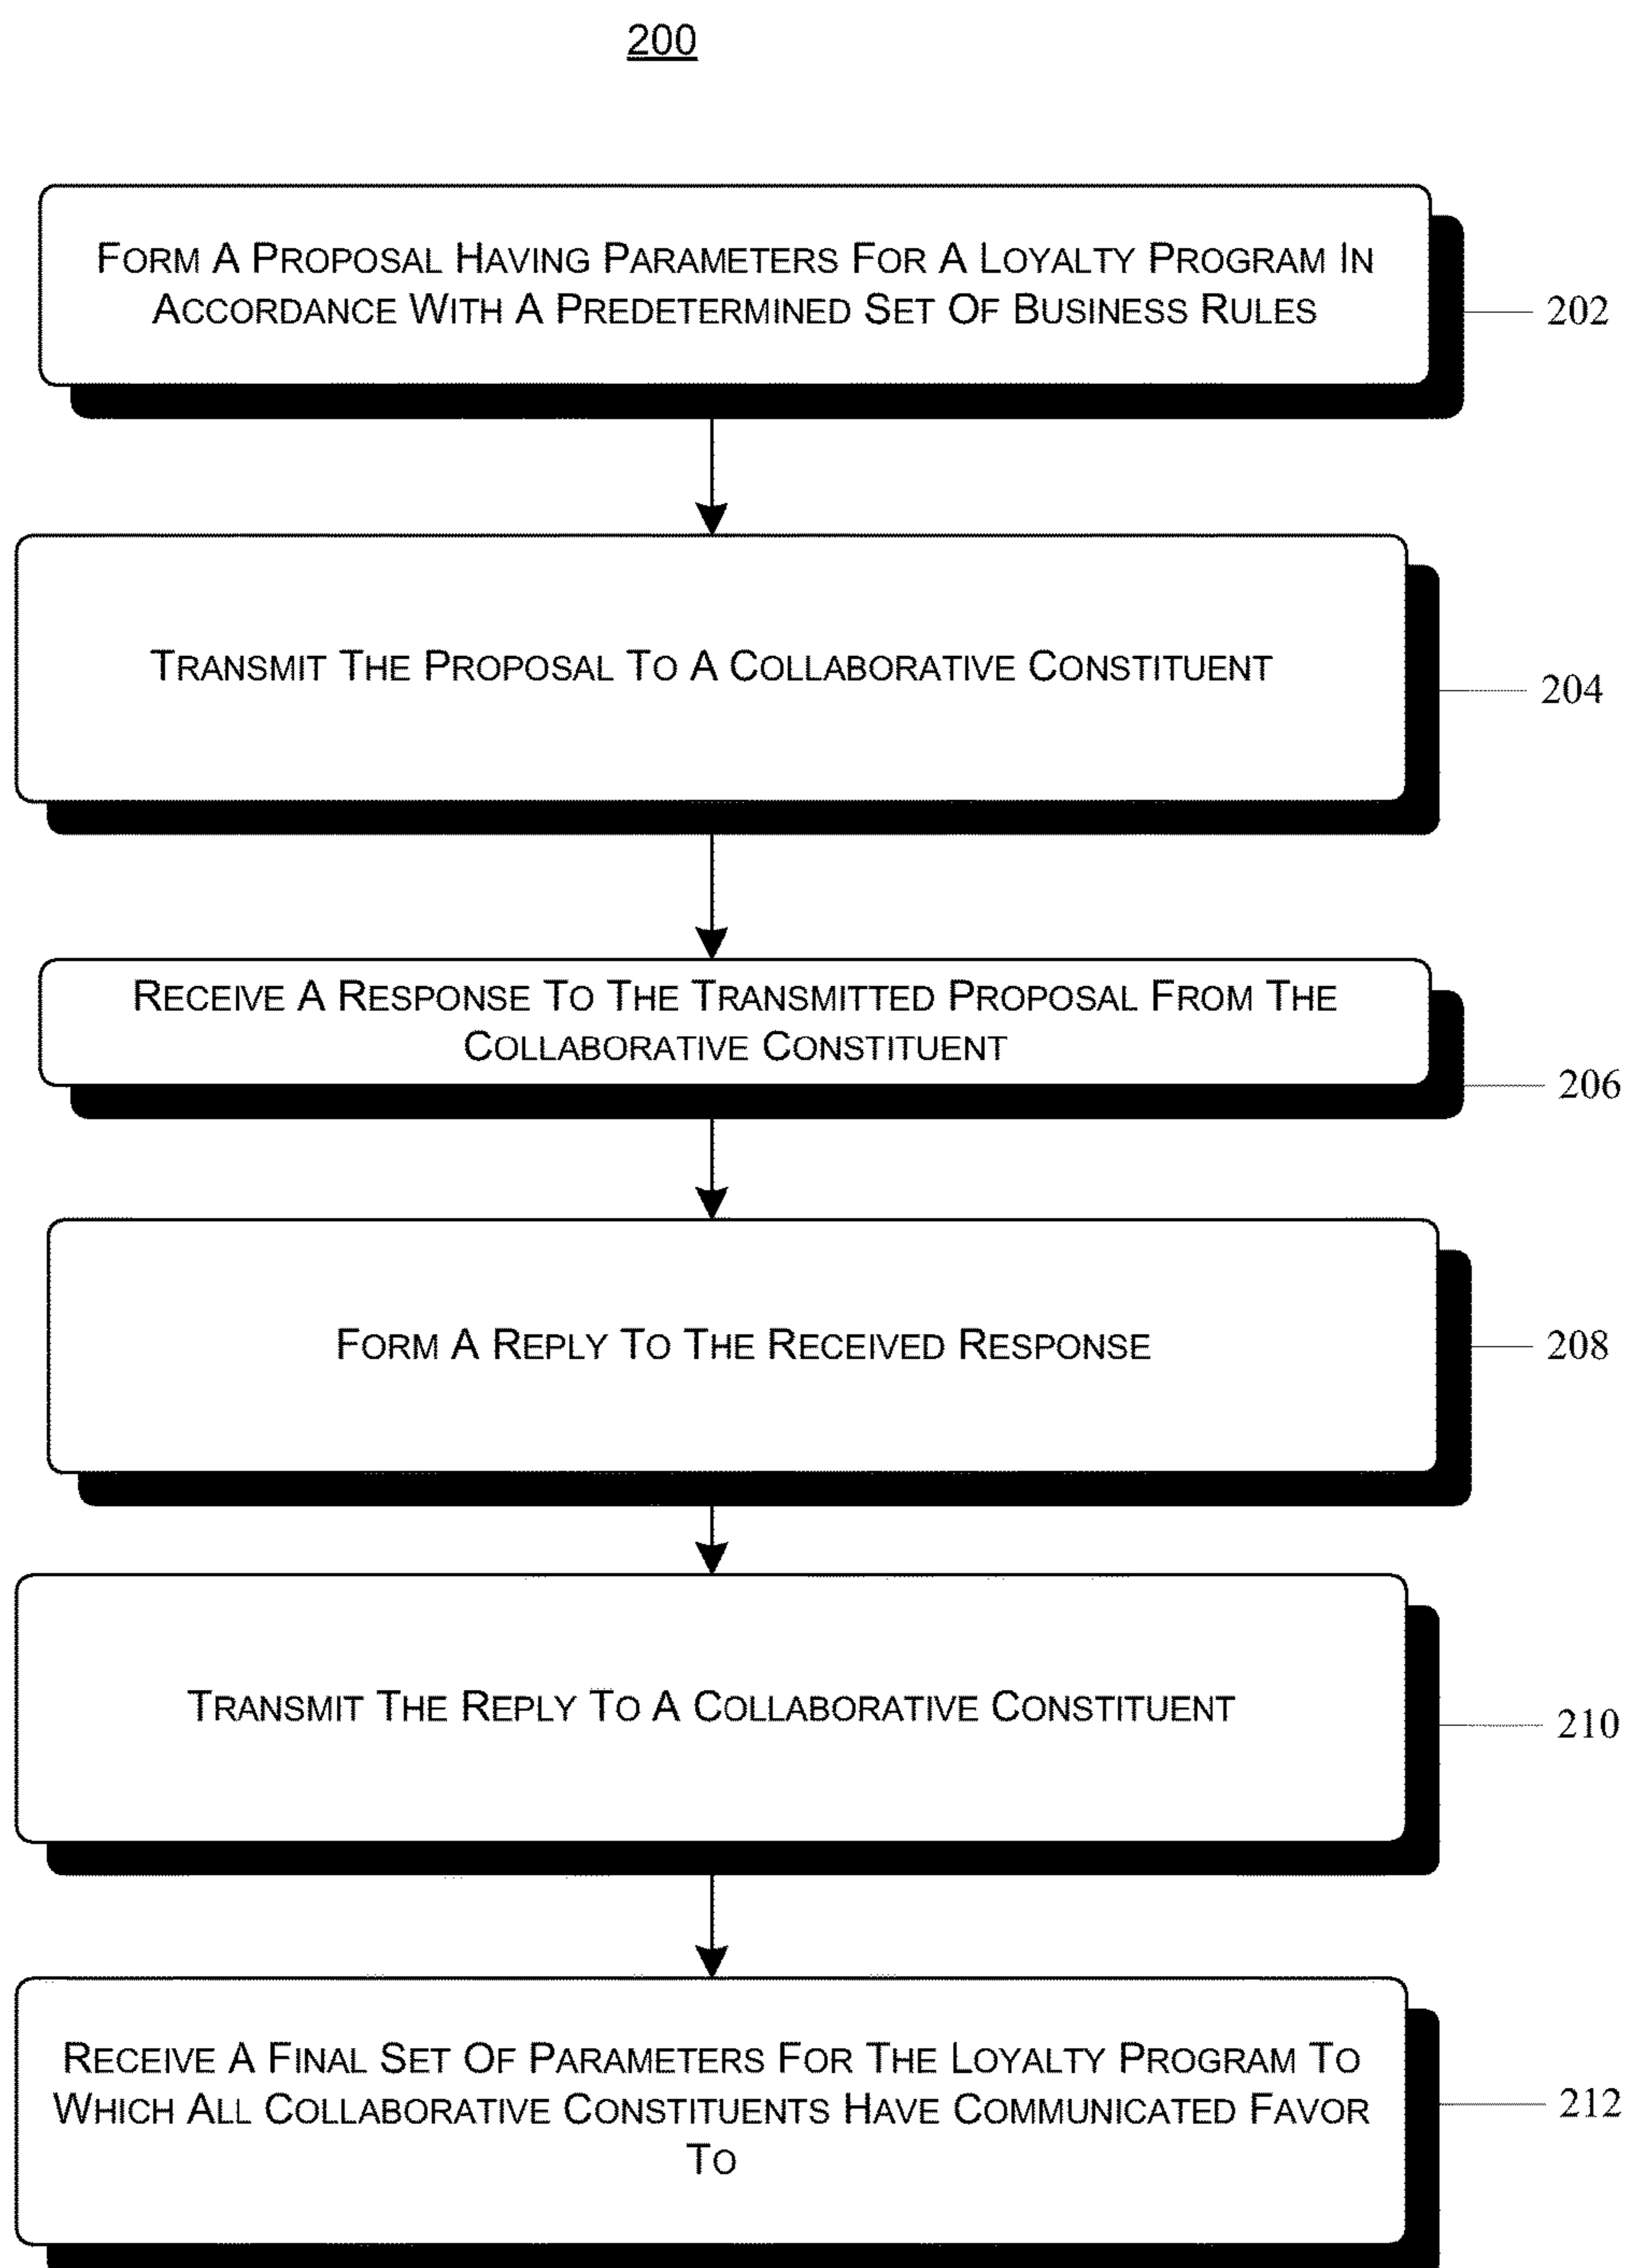 200
FORM A PROPOSAL HAVING PARAMETERS FOR A LOYALTY PROGRAM IN
ACCORDANCE WITH A PREDETERMINED SET OF BUSINESS RULES
202
TRANSMIT THE PROPOSAL TO A COLLABORATIVE CONSTITUENT
204
RECEIVE A RESPONSE TO THE TRANSMITTED PROPOSAL FROM THE
COLLABORATIVE CONSTITUENT
206
FORM A REPLY TO THE RECEIVED RESPONSE
208
TRANSMIT THE REPLY TO A COLLABORATIVE CONSTITUENT
210
RECEIVE A FINAL SET OF PARAMETERS FOR THE LOYALTY PROGRAM TO
WHICH ALL COLLABORATIVE CONSTITUENTS HAVE COMMUNICATED FAVOR
TO
212